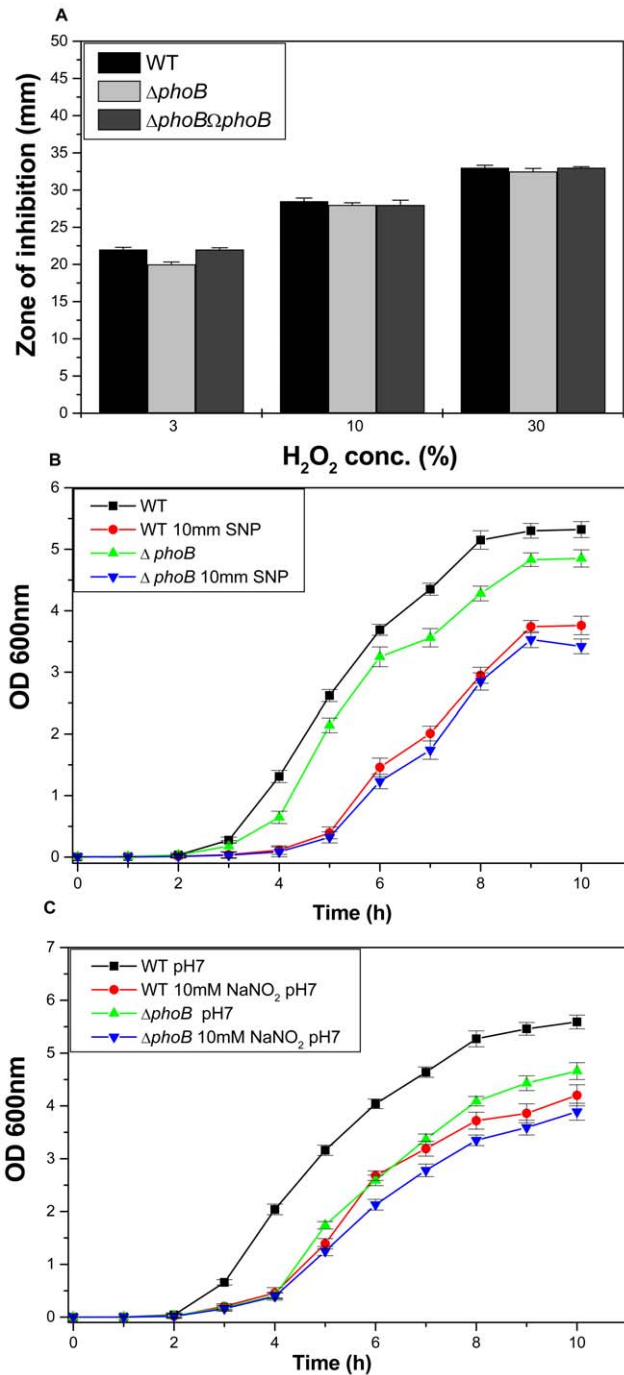 A
50
45
40
35
30
25
20
15
10
5
0
Zone of inhibition (mm)
WT
ΔphoB
ΔphoBΩphoB
3 10 30
H₂O₂ conc. (%)
B
6
5
4
3
2
1
0
OD 600nm
WT
WT 10mm SNP
Δ phoB
Δ phoB 10mm SNP
0 2 4 6 8 10
Time (h)
C
7
6
5
4
3
2
1
0
OD 600nm
WT pH7
WT 10mM NaNO₂ pH7
ΔphoB pH7
ΔphoB 10mM NaNO₂ pH7
0 2 4 6 8 10
Time (h)